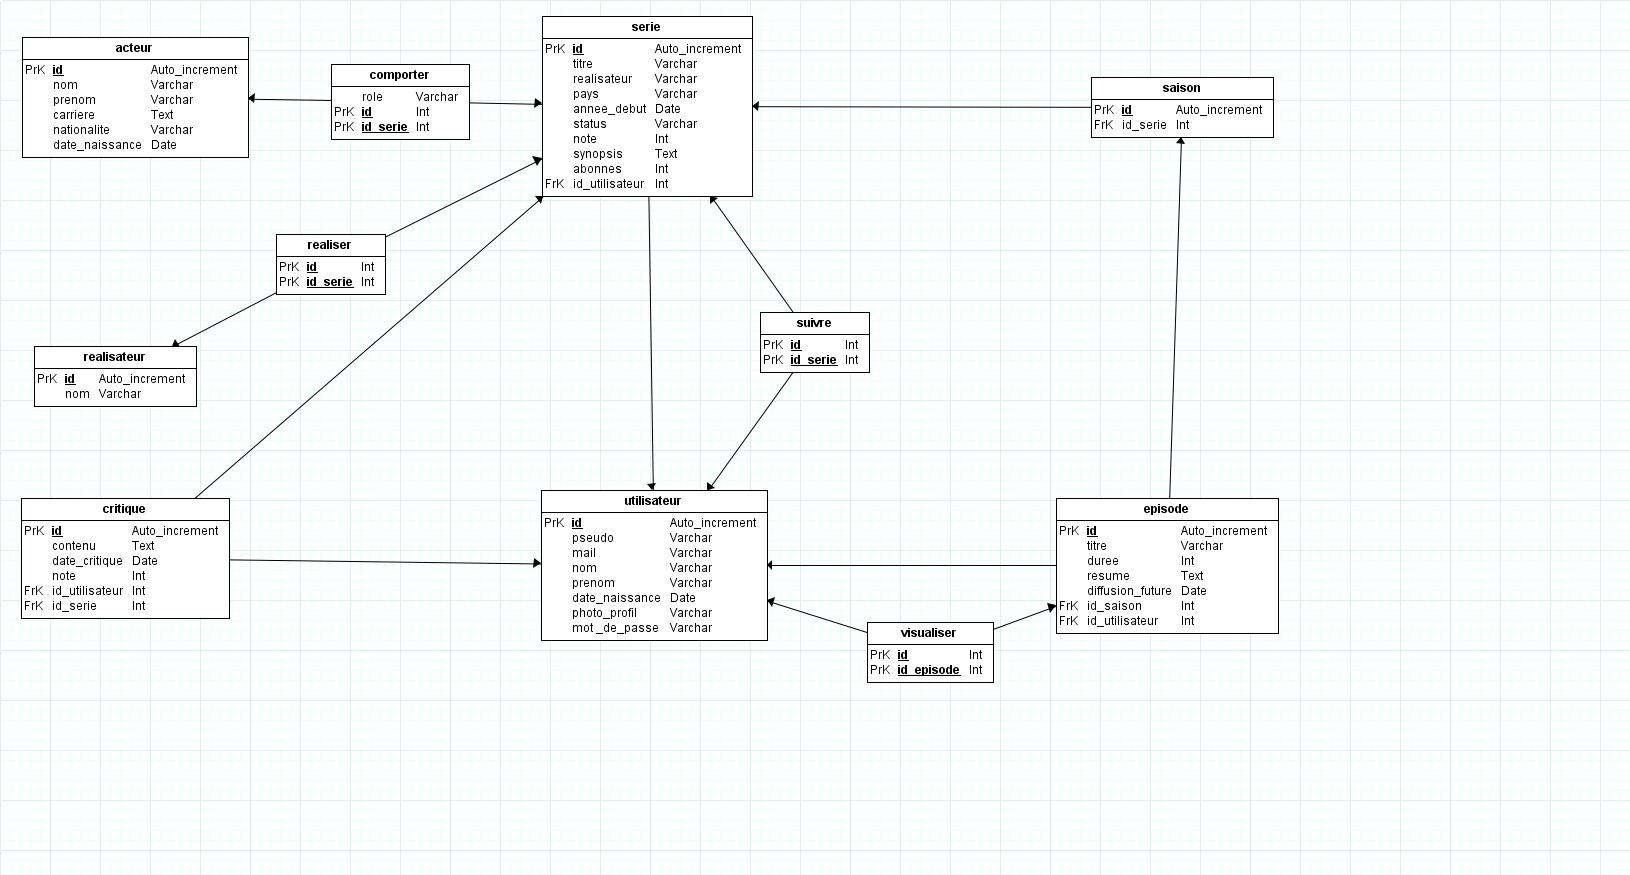 acteur
PrK id Auto_increment
nom Varchar
prenom Varchar
carriere Text
nationalite Varchar
date_naissance Date
comporter
role Varchar
PrK id Int
PrK id_serie Int
serie
PrK id Auto_increment
titre Varchar
realisateur Varchar
pays Varchar
annee_debut Date
status Varchar
note Int
synopsis Text
abonnes Int
FrK id_utilisateur Int
saison
PrK id Auto_increment
FrK id_serie Int
realiser
PrK id Int
PrK id_serie Int
realisateur
PrK id Auto_increment
nom Varchar
suivre
PrK id Int
PrK id_serie Int
critique
PrK id Auto_increment
contenu Text
date_critique Date
note Int
FrK id_utilisateur Int
FrK id_serie Int
utilisateur
PrK id Auto_increment
pseudo Varchar
mail Varchar
nom Varchar
prenom Varchar
date_naissance Date
photo_profil Varchar
mot_de_passe Varchar
episode
PrK id Auto_increment
titre Varchar
duree Int
resume Text
diffusion_future Date
FrK id_saison Int
FrK id_utilisateur Int
visualiser
PrK id Int
PrK id_episode Int